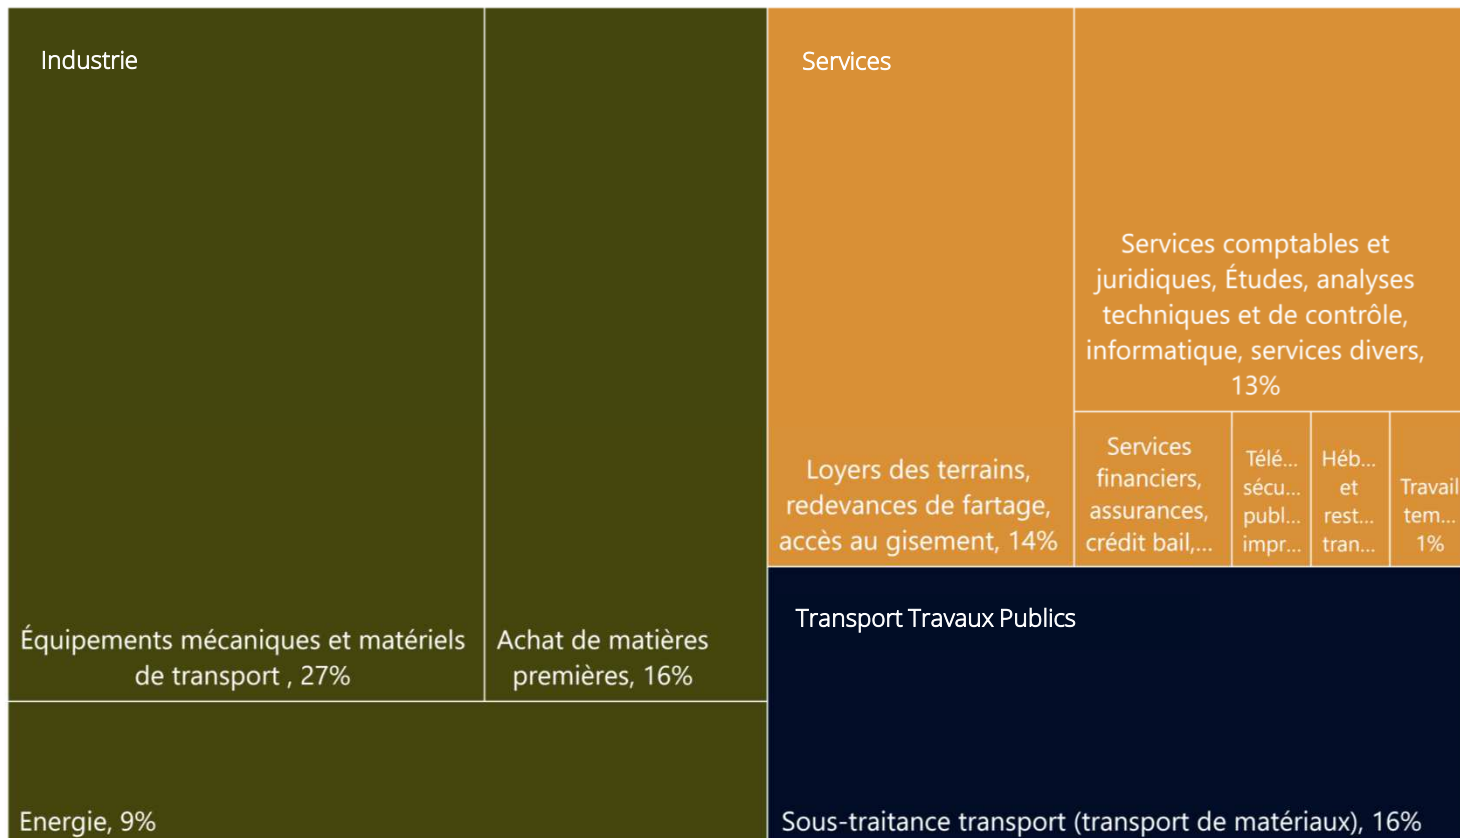 Industrie
Équipements mécaniques et matériels
de transport , 27%
Achat de matières
premières, 16%
Energie, 9%
Services
Loyers des terrains,
redevances de fartage,
accès au gisement, 14%
Services comptables et
juridiques, Études, analyses
techniques et de contrôle,
informatique, services divers,
13%
Services
financiers,
assurances,
crédit bail,...
Télé...
sécu...
publ...
impr...
Héb...
et
rest...
tran...
Travail
tem...
1%
Transport Travaux Publics
Sous-traitance transport (transport de matériaux), 16%